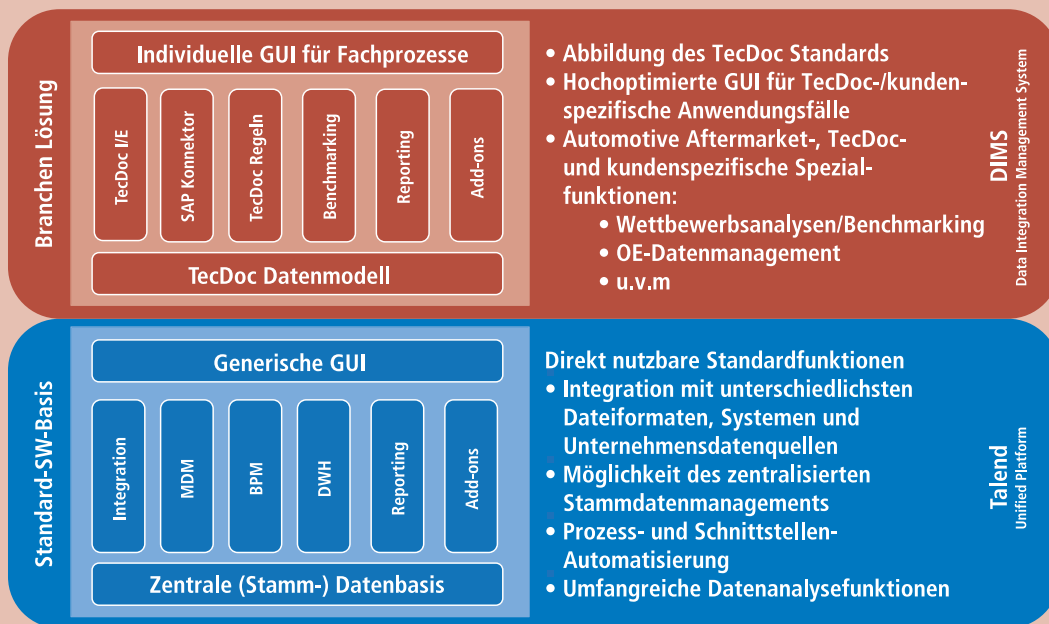 Branchen Lösung
Individuelle GUI für Fachprozesse
TecDoc I/E
SAP Konnektor
TecDoc Regeln
Benchmarking
Reporting
Add-ons
TecDoc Datenmodell
• Abbildung des TecDoc Standards
• Hochoptimierte GUI für TecDoc-/kunden-
spezifische Anwendungsfälle
• Automotive Aftermarket-, TecDoc-
und kundenspezifische Spezial-
funktionen:
• Wettbewerbsanalysen/Benchmarking
• OE-Datenmanagement
• u.v.m
DIMS
Data Integration Management System
Standard-SW-Basis
Generische GUI
Integration
MDM
BPM
DWH
Reporting
Add-ons
Zentrale (Stamm-) Datenbasis
Direkt nutzbare Standardfunktionen
• Integration mit unterschiedlichsten
Dateiformaten, Systemen und
Unternehmensdatenquellen
• Möglichkeit des zentralisierten
Stammdatenmanagements
• Prozess- und Schnittstellen-
Automatisierung
• Umfangreiche Datenanalysefunktionen
Talend
Unified Platform